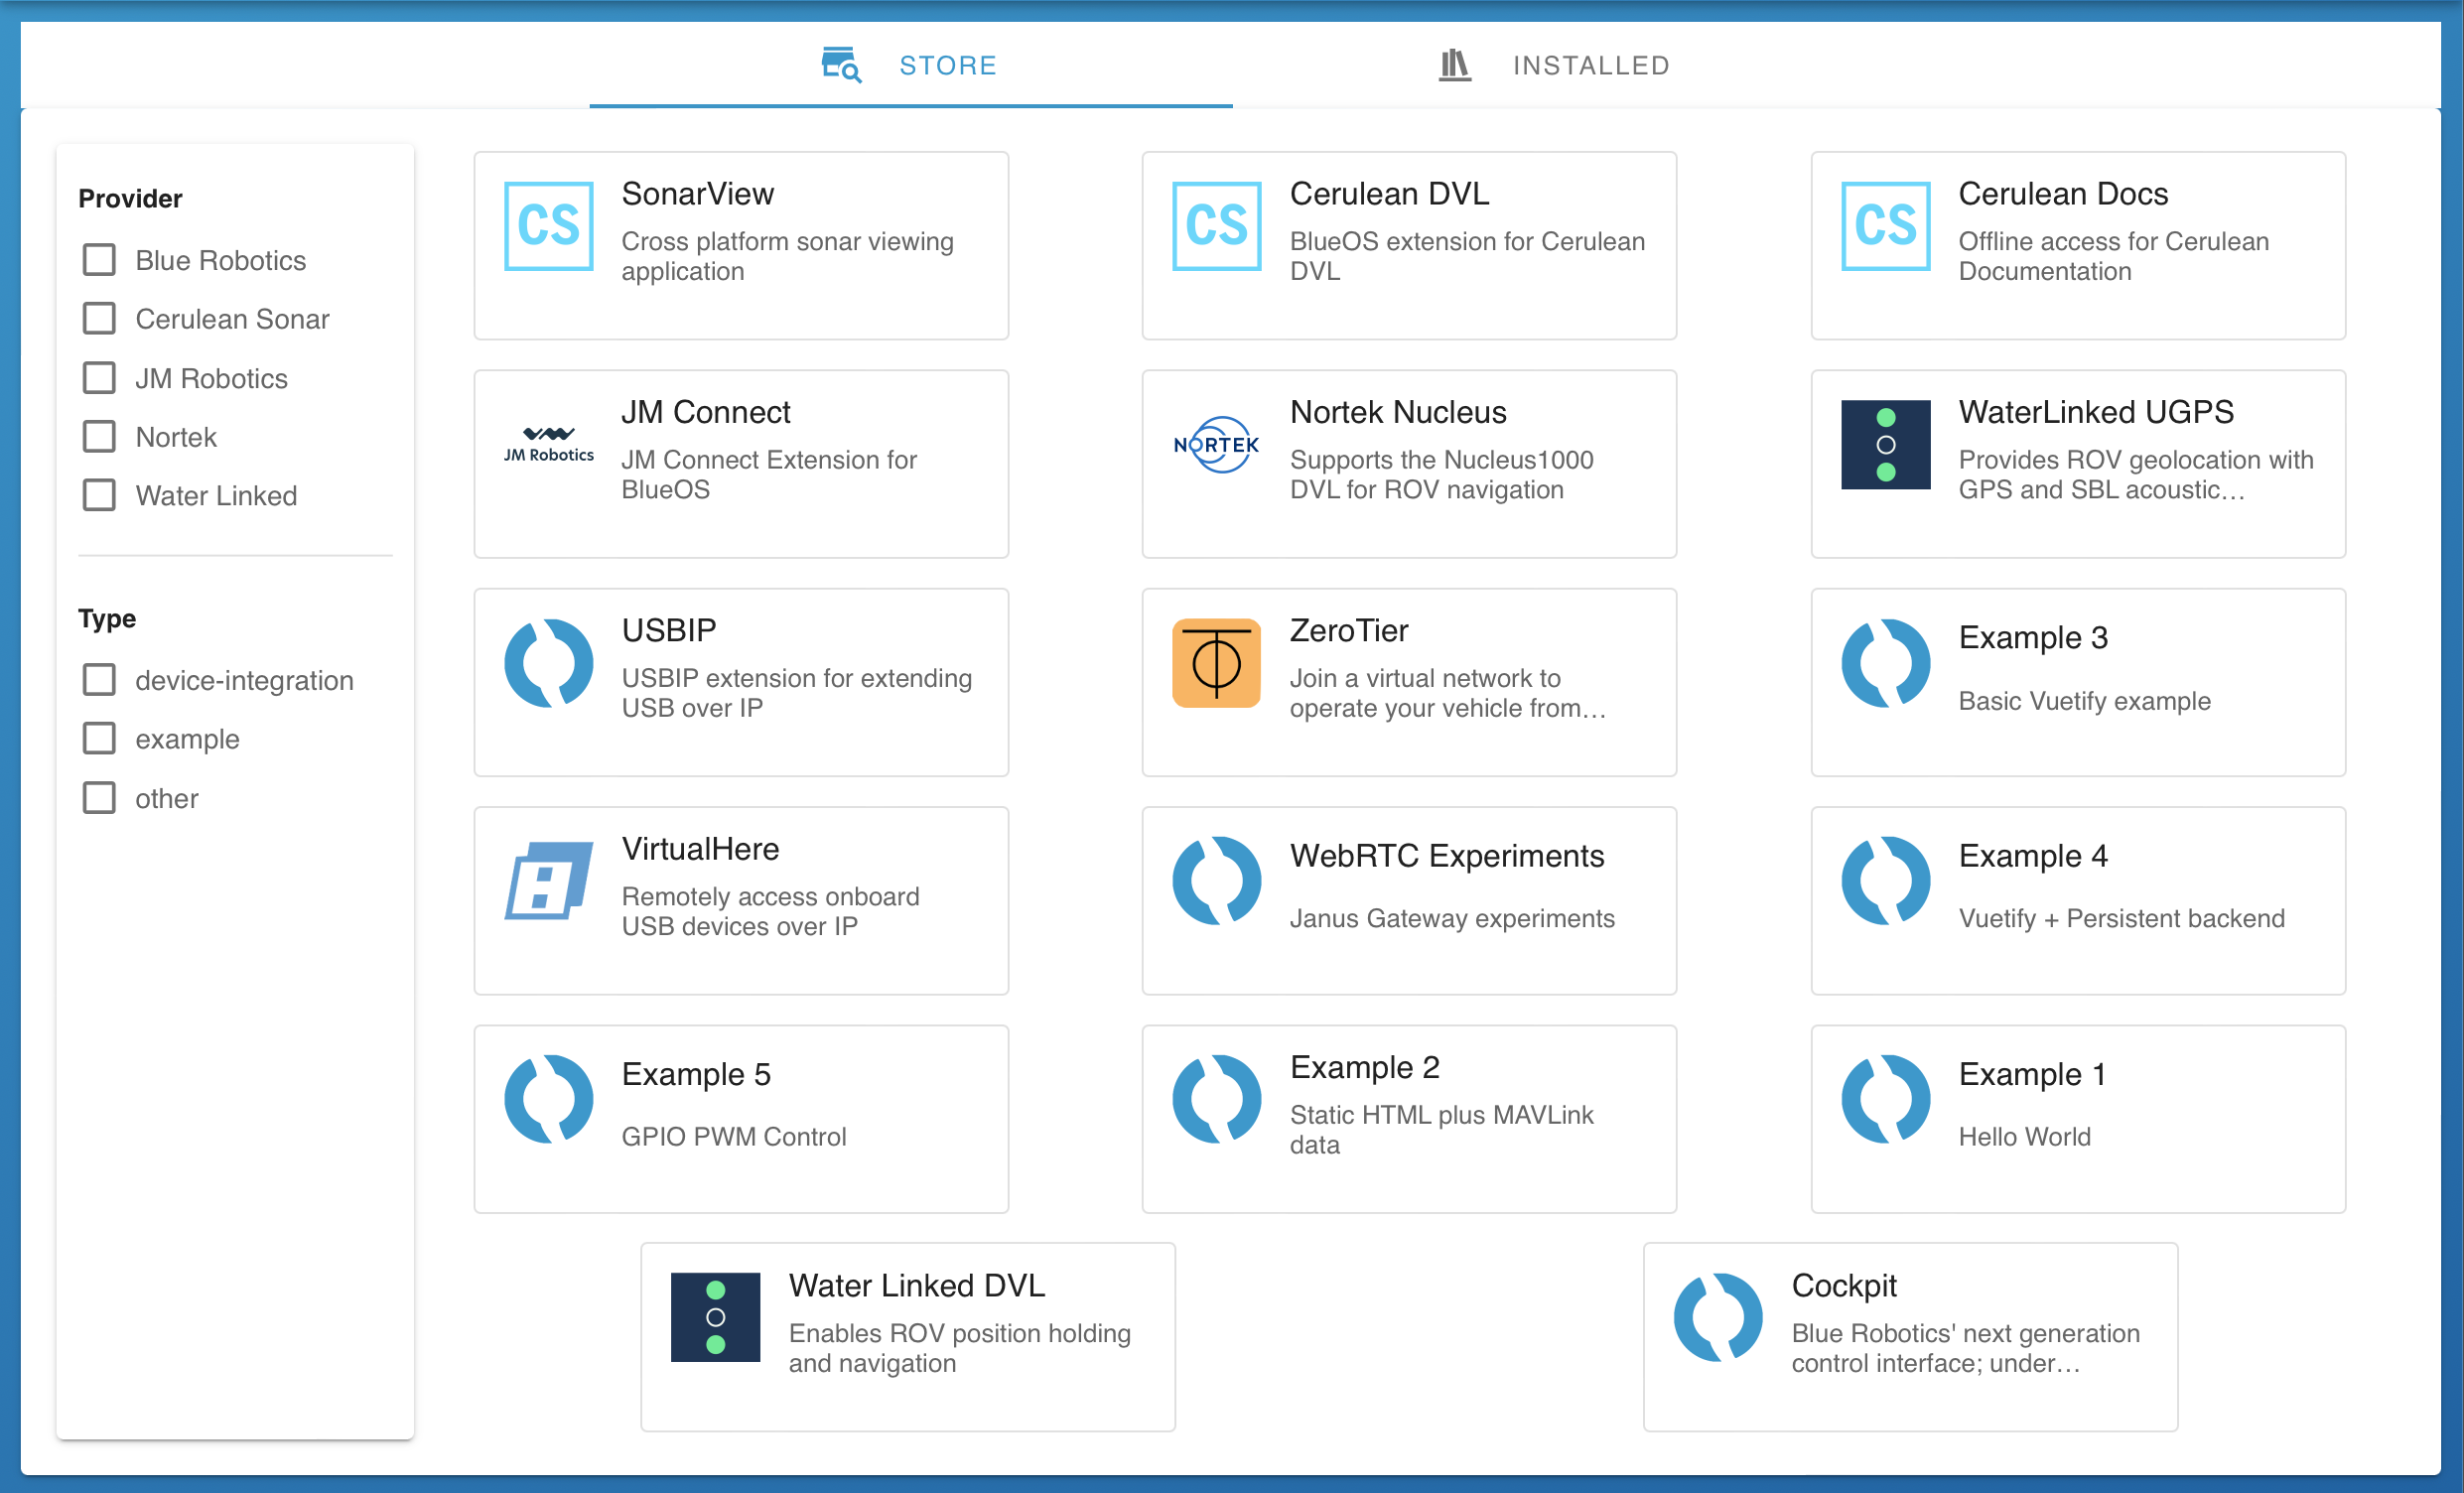 STORE
INSTALLED
Provider
Blue Robotics
Cerulean Sonar
JM Robotics
Nortek
Water Linked
Type
device-integration
example
other
CS
SonarView
Cross platform sonar viewing
application
CS
Cerulean DVL
BlueOS extension for Cerulean
DVL
CS
Cerulean Docs
Offline access for Cerulean
Documentation
JM Robotics
JM Connect
JM Connect Extension for
BlueOS
NORTEK
Nortek Nucleus
Supports the Nucleus1000
DVL for ROV navigation
WaterLinked UGPS
Provides ROV geolocation with
GPS and SBL acoustic...
USBIP
USBIP extension for extending
USB over IP
ZeroTier
Join a virtual network to
operate your vehicle from...
Example 3
Basic Vuetify example
VirtualHere
Remotely access onboard
USB devices over IP
WebRTC Experiments
Janus Gateway experiments
Example 4
Vuetify + Persistent backend
Example 5
GPIO PWM Control
Example 2
Static HTML plus MAVLink
data
Example 1
Hello World
Water Linked DVL
Enables ROV position holding
and navigation
Cockpit
Blue Robotics' next generation
control interface; under...